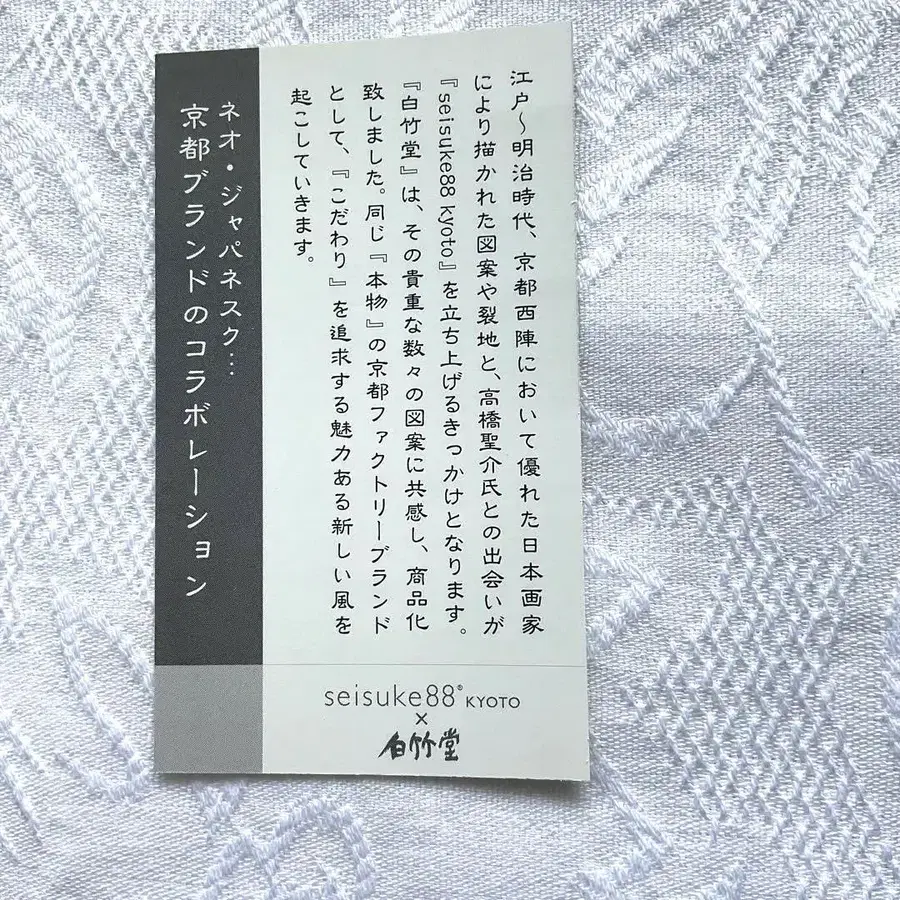 江戸～明治時代、京都西陣において優れた日本画家
により描かれた図案や裂地と、高橋聖介氏との出会いが
『seisuke88 kyoto』を立ち上げるきっかけとなります。
『白竹堂』は、その貴重な数々の図案に共感し、商品化
致しました。同じ『本物』の京都ファクトリーブランド
として、『こだわり』を追求する魅力ある新しい風を
起こしていきます。
ネオ・ジャパネスク…
京都ブランドのコラボレーション
seisuke88® KYOTO
×
白竹堂